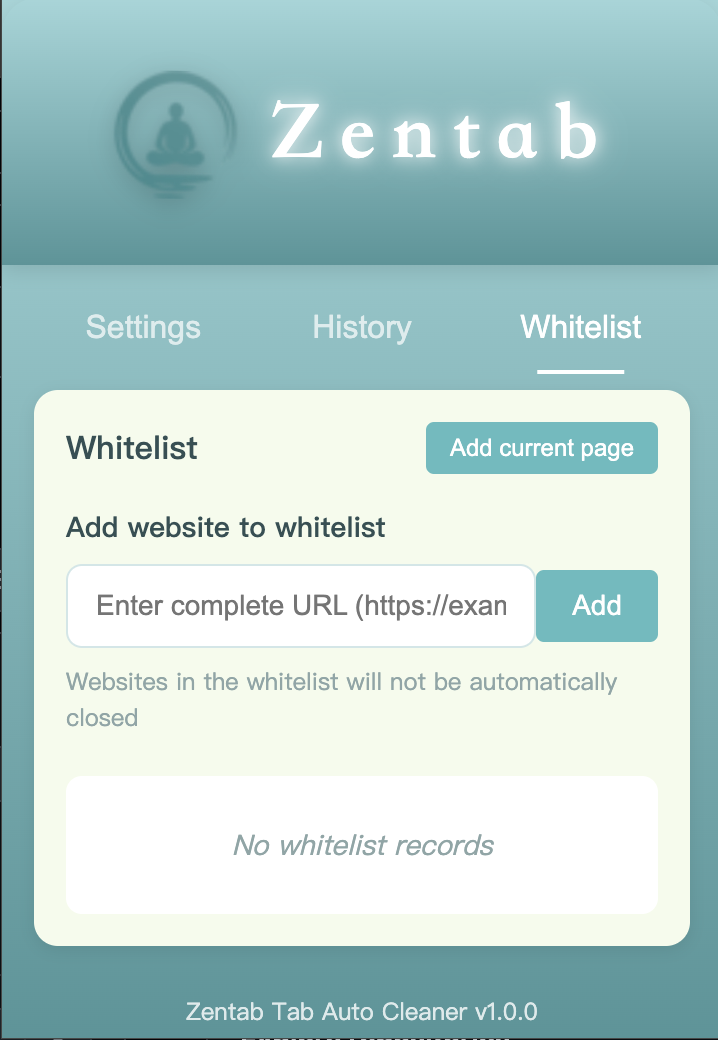 Zentab
Settings History Whitelist
Whitelist
Add current page
Add website to whitelist
Enter complete URL (https://exam
Add
Websites in the whitelist will not be automatically
closed
No whitelist records
Zentab Tab Auto Cleaner v1.0.0